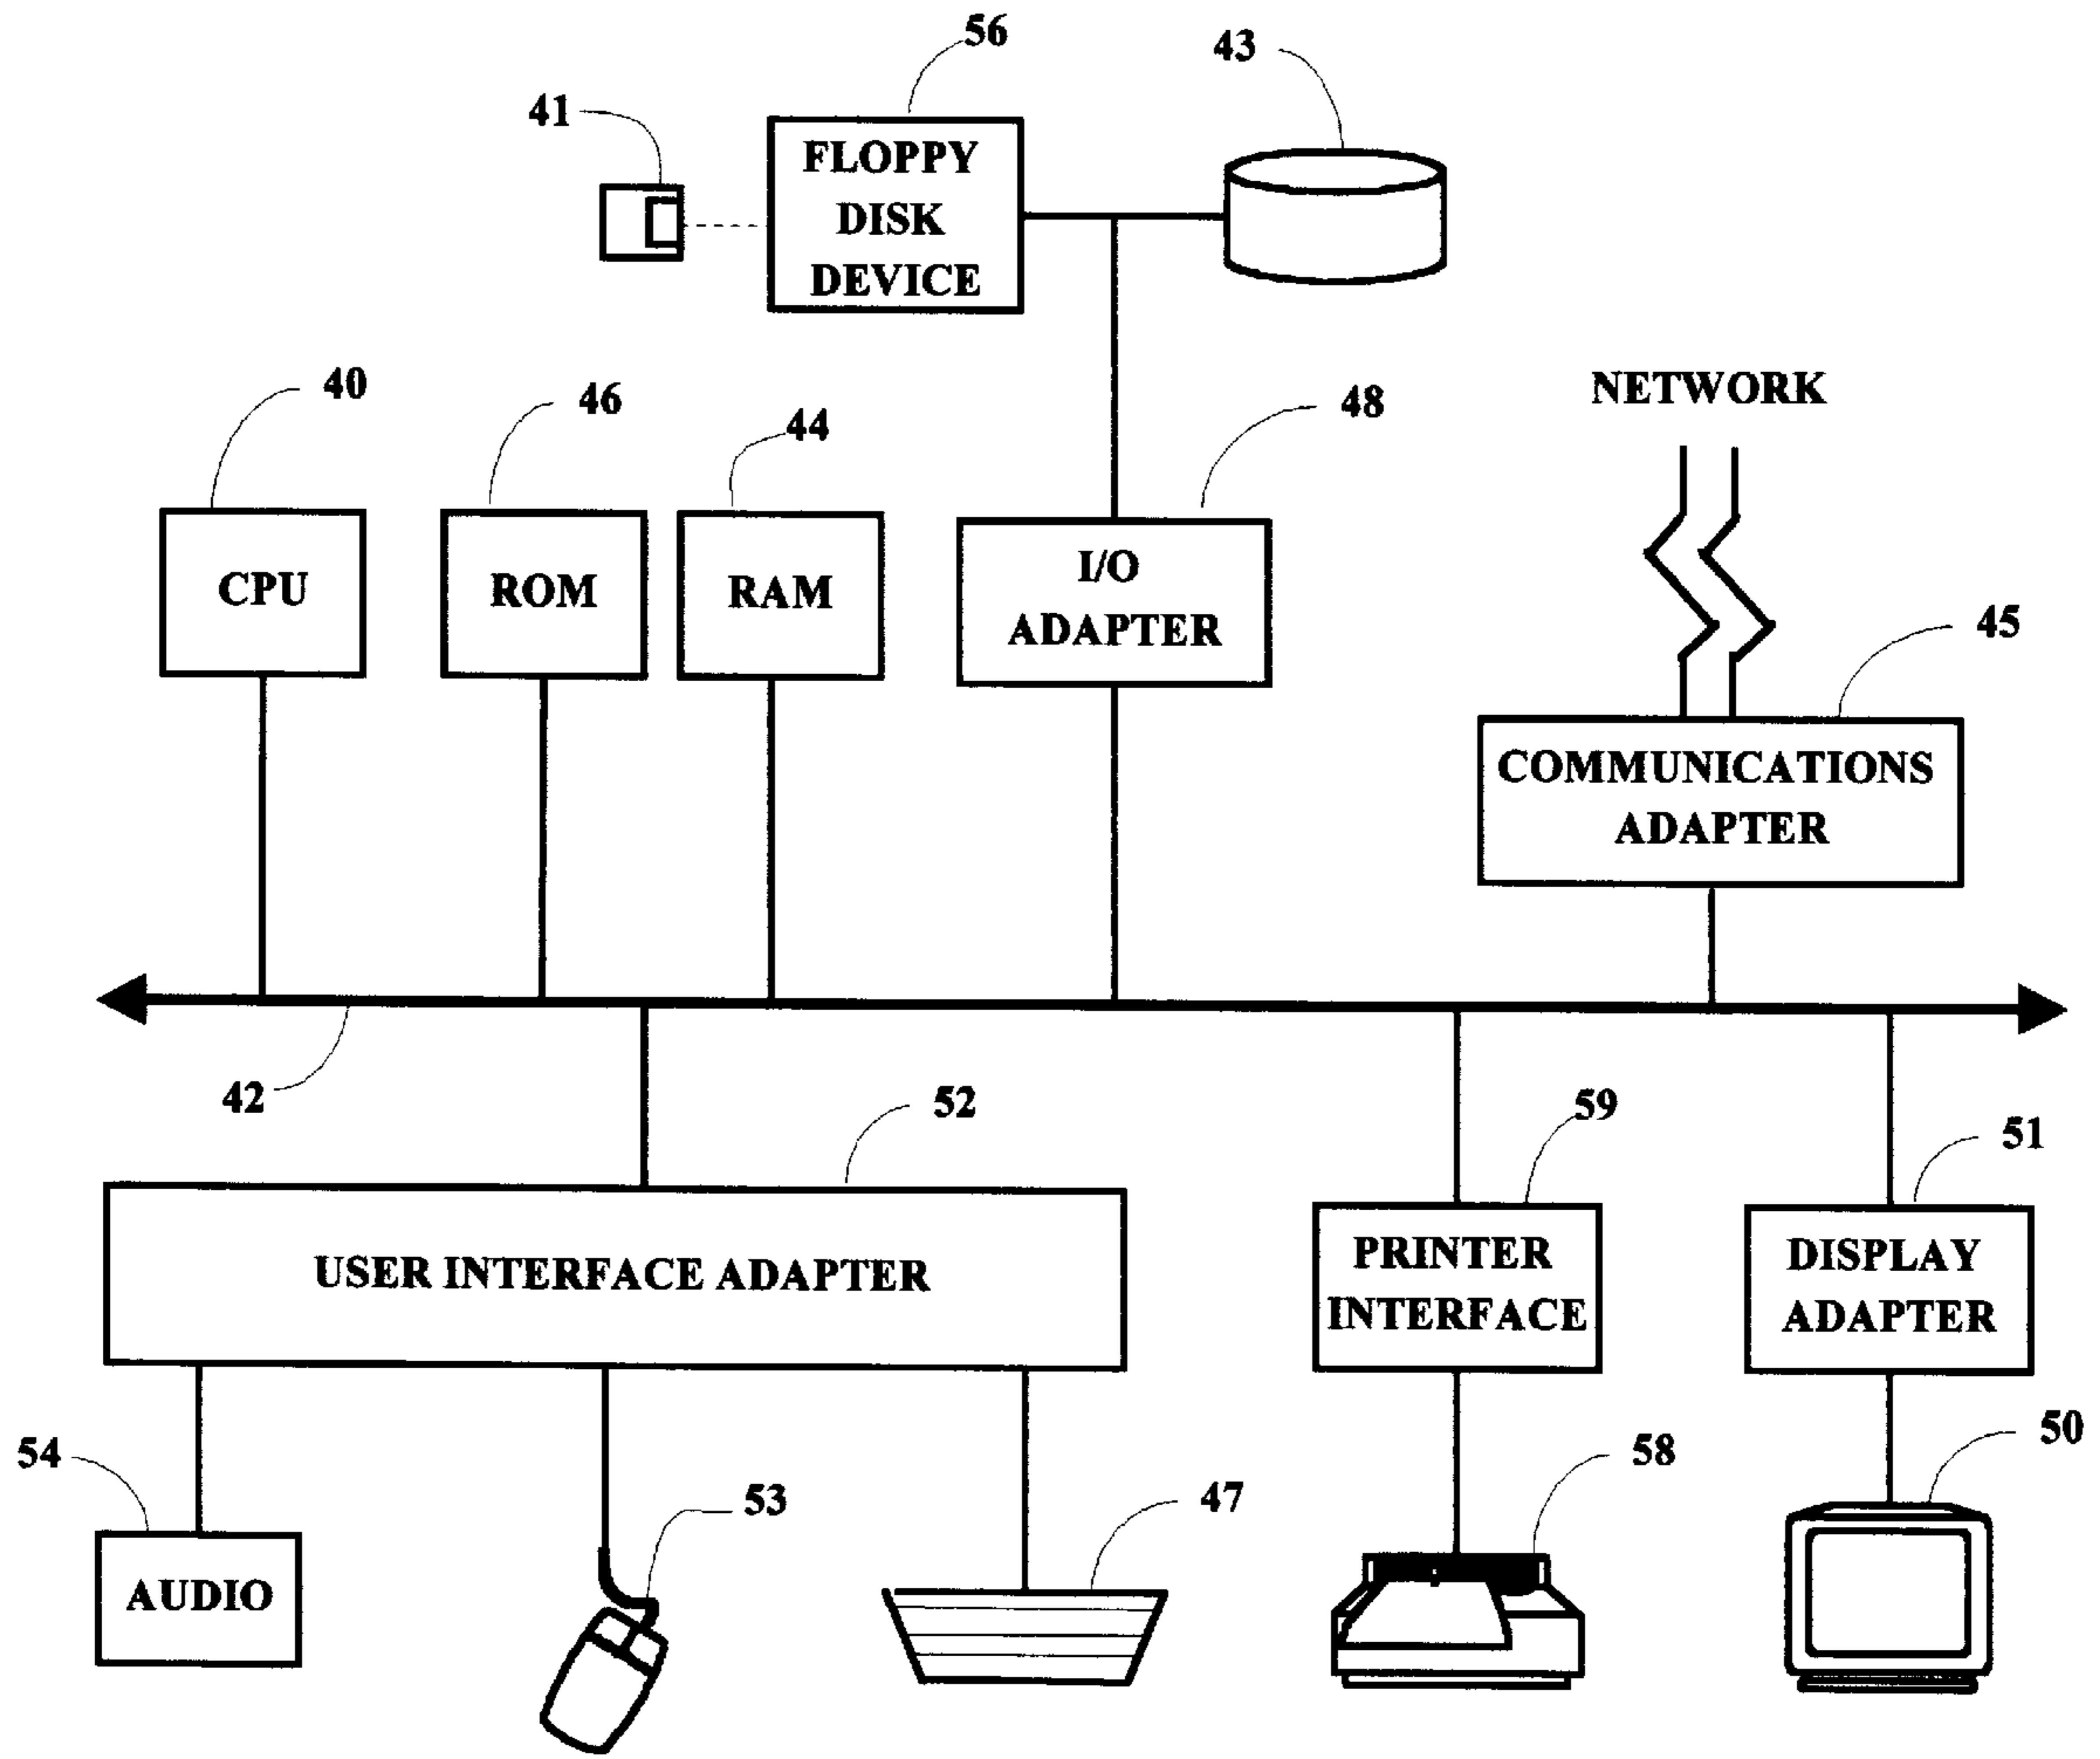 56
43
41
FLOPPY
DISK
DEVICE
40
46
44
48
NETWORK
CPU
ROM
RAM
I/O
ADAPTER
45
COMMUNICATIONS
ADAPTER
42
52
59
51
USER INTERFACE ADAPTER
PRINTER
INTERFACE
DISPLAY
ADAPTER
54
53
47
58
50
AUDIO